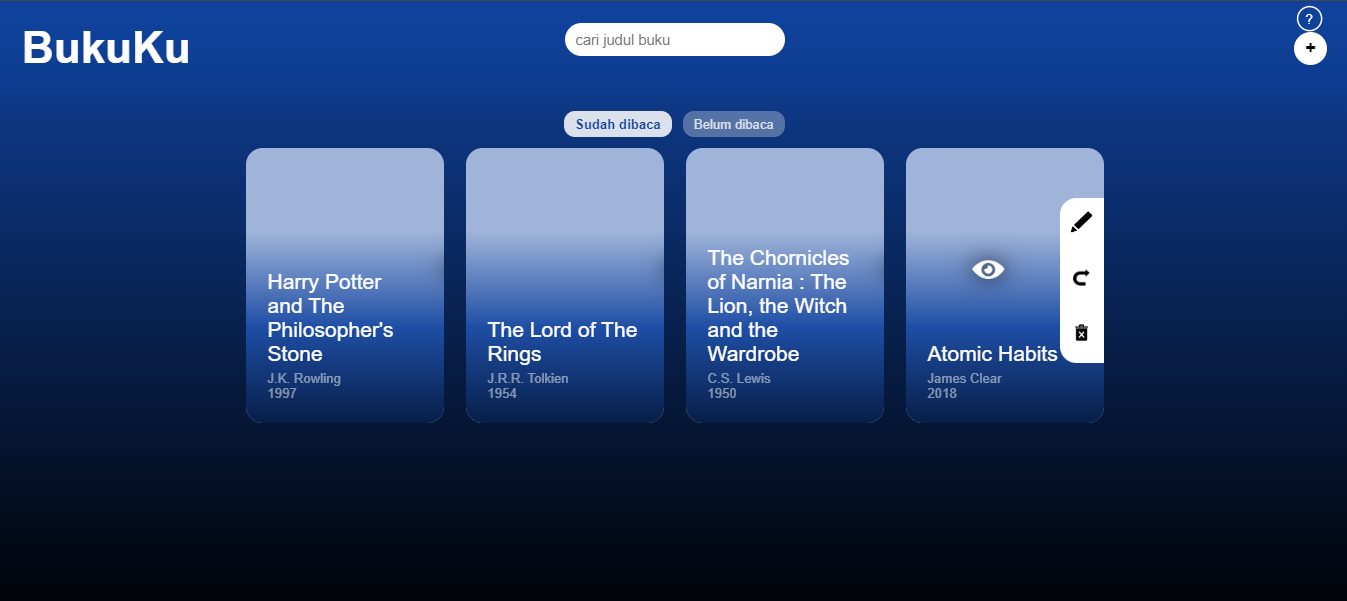 BukuKu
cari judul buku
?
+
Sudah dibaca
Belum dibaca
Harry Potter
and The
Philosopher's
Stone
J.K. Rowling
1997
The Lord of The
Rings
J.R.R. Tolkien
1954
The Chornicles
of Narnia : The
Lion, the Witch
and the
Wardrobe
C.S. Lewis
1950
Atomic Habits
James Clear
2018